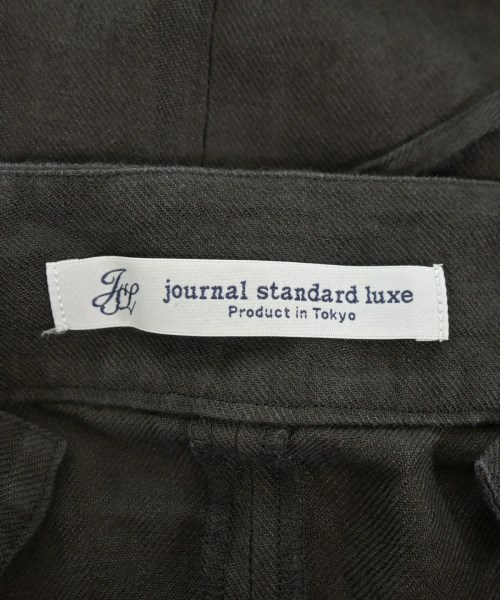 journal standard luxe
Product in Tokyo